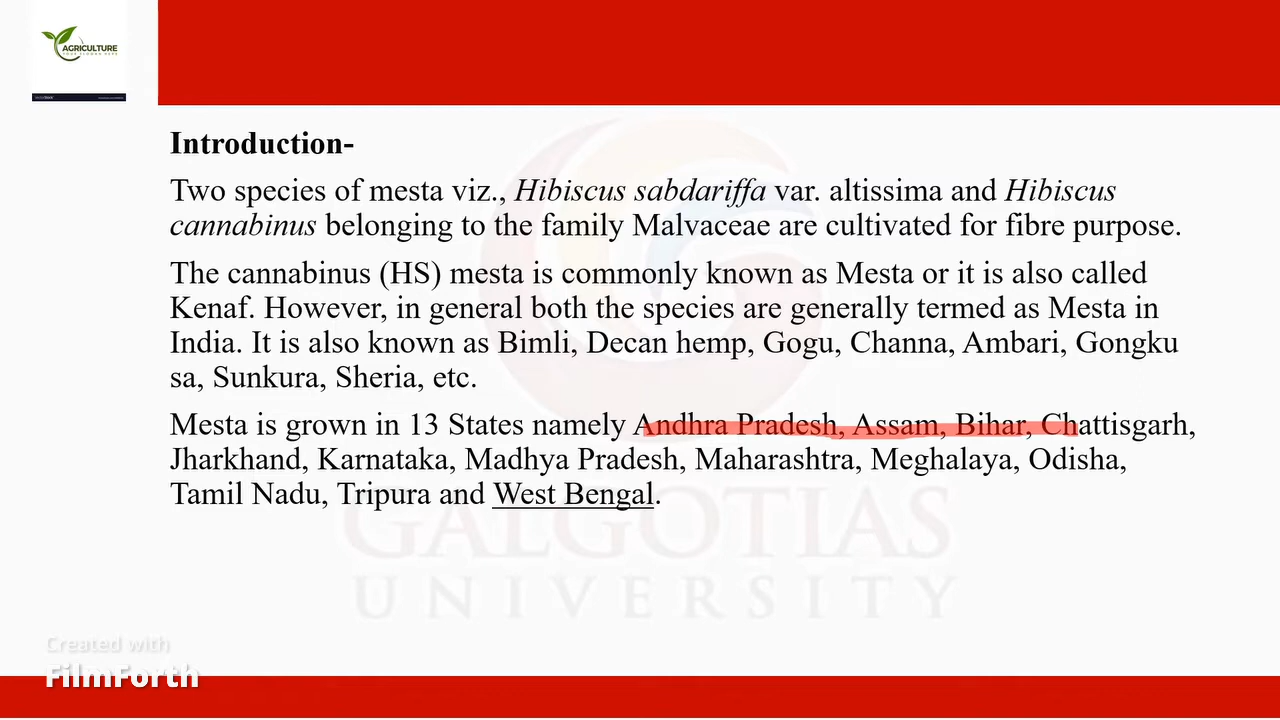 AGRICULTURE
Introduction-
Two species of mesta viz., Hibiscus sabdariffa var. altissima and Hibiscus
cannabinus belonging to the family Malvaceae are cultivated for fibre purpose.
The cannabinus (HS) mesta is commonly known as Mesta or it is also called
Kenaf. However, in general both the species are generally termed as Mesta in
India. It is also known as Bimli, Decan hemp, Gogu, Channa, Ambari, Gongku
sa, Sunkura, Sheria, etc.
Mesta is grown in 13 States namely Andhra Pradesh, Assam, Bihar, Chattisgarh,
Jharkhand, Karnataka, Madhya Pradesh, Maharashtra, Meghalaya, Odisha,
Tamil Nadu, Tripura and West Bengal.
GALGOTIAS
UNIVERSITY
Created with
FilmForth